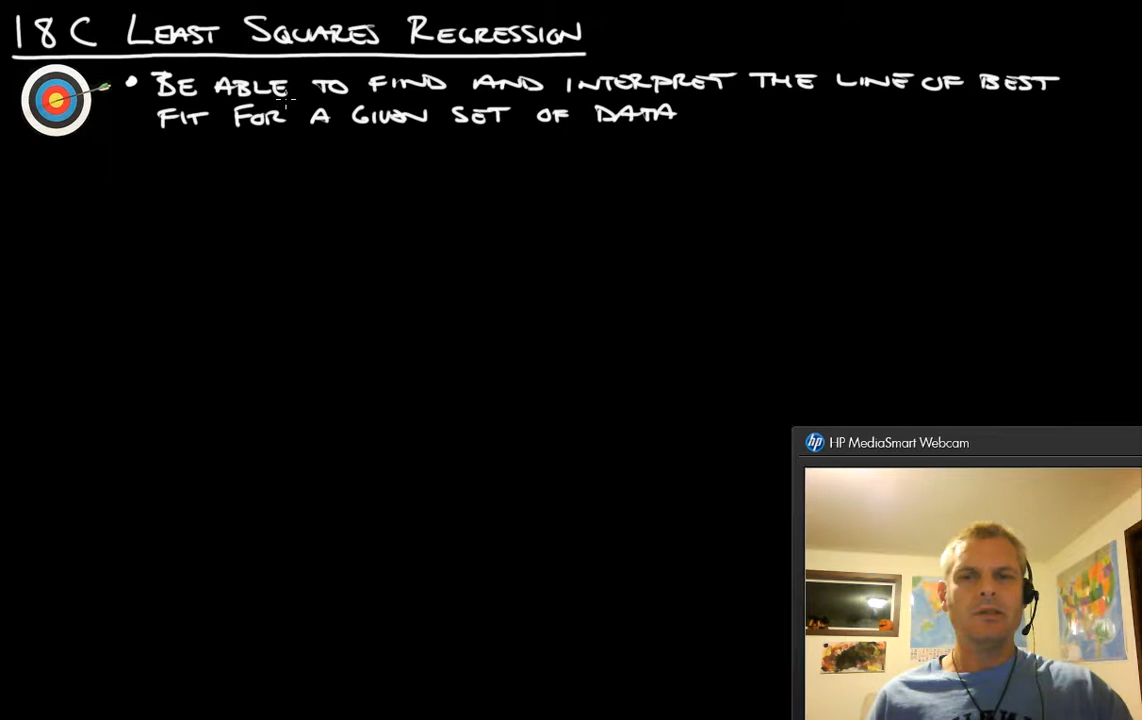 18C LEAST SQUARES REGRESSION
• BE ABLE TO FIND AND INTERPRET THE LINE OF BEST
FIT FOR A GIVEN SET OF DATA
hp HP MediaSmart Webcam